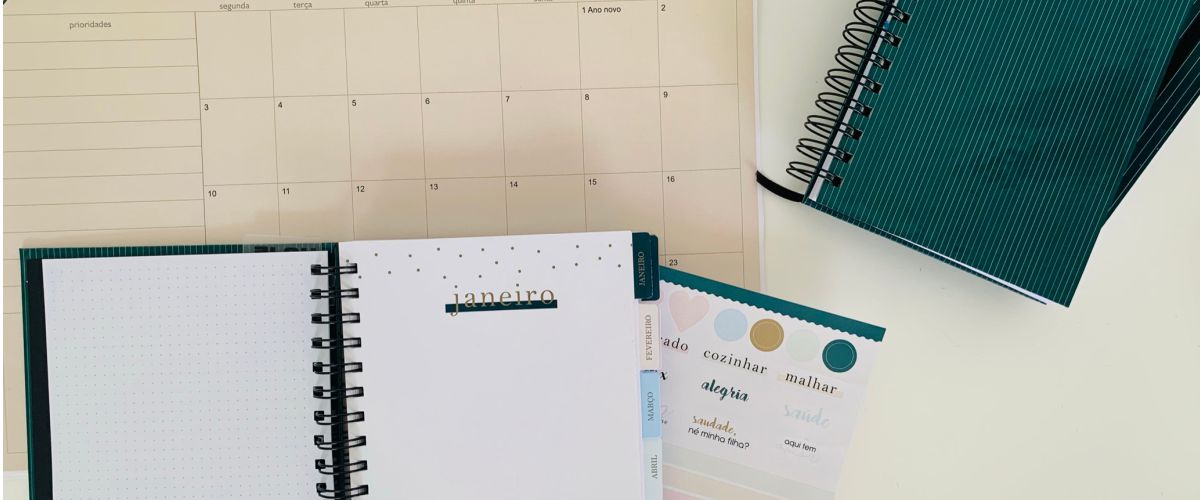 prioridades
segunda terça quarta quinta
1 Ano novo 2
3 4 5 6 7 8 9
10 11 12 13 14 15 16
23
janeiro
JANEIRO
FEVEREIRO
MARÇO
ABRIL
cozinhar
malhar
alegria
saúde
saudade,
né minha filha?
aqui tem